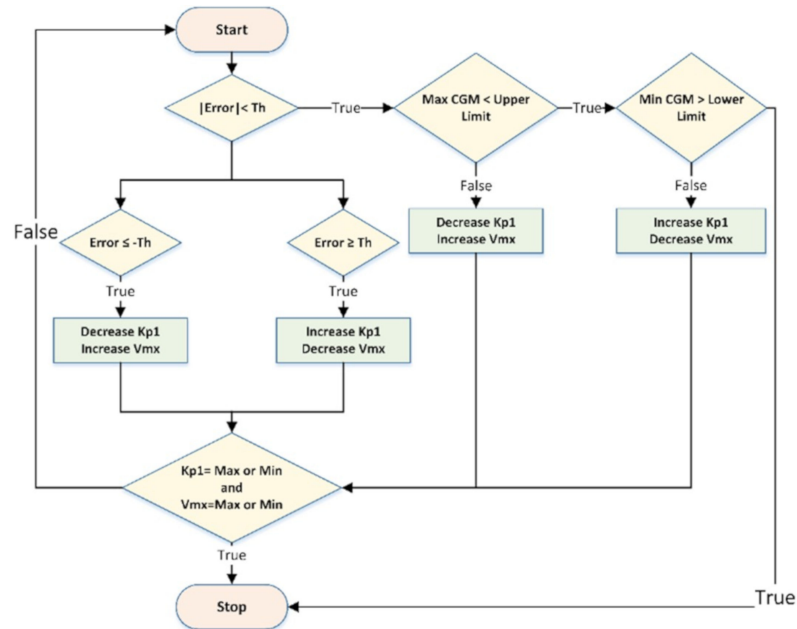 Start
|Error|< Th
True
Max CGM < Upper
Limit
True
Min CGM > Lower
Limit
False
False
False
Error ≤ -Th
Error ≥ Th
Decrease Kp1
Increase Vmx
Increase Kp1
Decrease Vmx
True
True
Decrease Kp1
Increase Vmx
Increase Kp1
Decrease Vmx
Kp1= Max or Min
and
Vmx=Max or Min
True
Stop
True